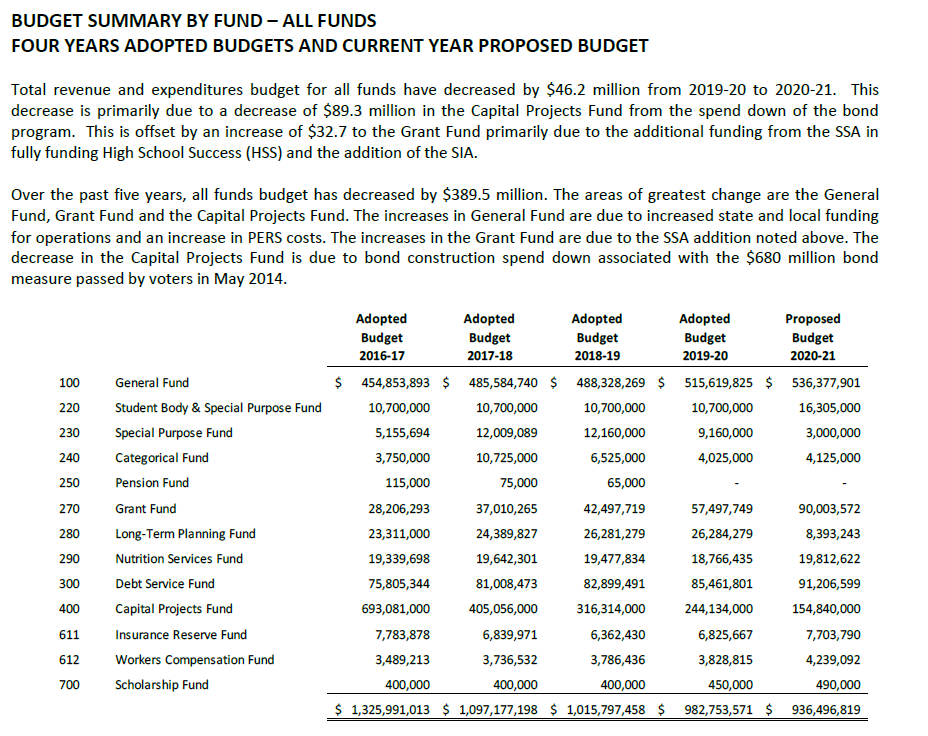 BUDGET SUMMARY BY FUND – ALL FUNDS
FOUR YEARS ADOPTED BUDGETS AND CURRENT YEAR PROPOSED BUDGET
Total revenue and expenditures budget for all funds have decreased by $46.2 million from 2019-20 to 2020-21. This
decrease is primarily due to a decrease of $89.3 million in the Capital Projects Fund from the spend down of the bond
program. This is offset by an increase of $32.7 to the Grant Fund primarily due to the additional funding from the SSA in
fully funding High School Success (HSS) and the addition of the SIA.
Over the past five years, all funds budget has decreased by $389.5 million. The areas of greatest change are the General
Fund, Grant Fund and the Capital Projects Fund. The increases in General Fund are due to increased state and local funding
for operations and an increase in PERS costs. The increases in the Grant Fund are due to the SSA addition noted above. The
decrease in the Capital Projects Fund is due to bond construction spend down associated with the $680 million bond
measure passed by voters in May 2014.
Adopted Adopted Adopted Adopted Proposed
Budget Budget Budget Budget Budget
2016-17 2017-18 2018-19 2019-20 2020-21
100 General Fund $ 454,853,893 $ 485,584,740 $ 488,328,269 $ 515,619,825 $ 536,377,901
220 Student Body & Special Purpose Fund 10,700,000 10,700,000 10,700,000 10,700,000 16,305,000
230 Special Purpose Fund 5,155,694 12,009,089 12,160,000 9,160,000 3,000,000
240 Categorical Fund 3,750,000 10,725,000 6,525,000 4,025,000 4,125,000
250 Pension Fund 115,000 75,000 65,000 - -
270 Grant Fund 28,206,293 37,010,265 42,497,719 57,497,749 90,003,572
280 Long-Term Planning Fund 23,311,000 24,389,827 26,281,279 26,284,279 8,393,243
290 Nutrition Services Fund 19,339,698 19,642,301 19,477,834 18,766,435 19,812,622
300 Debt Service Fund 75,805,344 81,008,473 82,899,491 85,461,801 91,206,599
400 Capital Projects Fund 693,081,000 405,056,000 316,314,000 244,134,000 154,840,000
611 Insurance Reserve Fund 7,783,878 6,839,971 6,362,430 6,825,667 7,703,790
612 Workers Compensation Fund 3,489,213 3,736,532 3,786,436 3,828,815 4,239,092
700 Scholarship Fund 400,000 400,000 400,000 450,000 490,000
$ 1,325,991,013 $ 1,097,177,198 $ 1,015,797,458 $ 982,753,571 $ 936,496,819